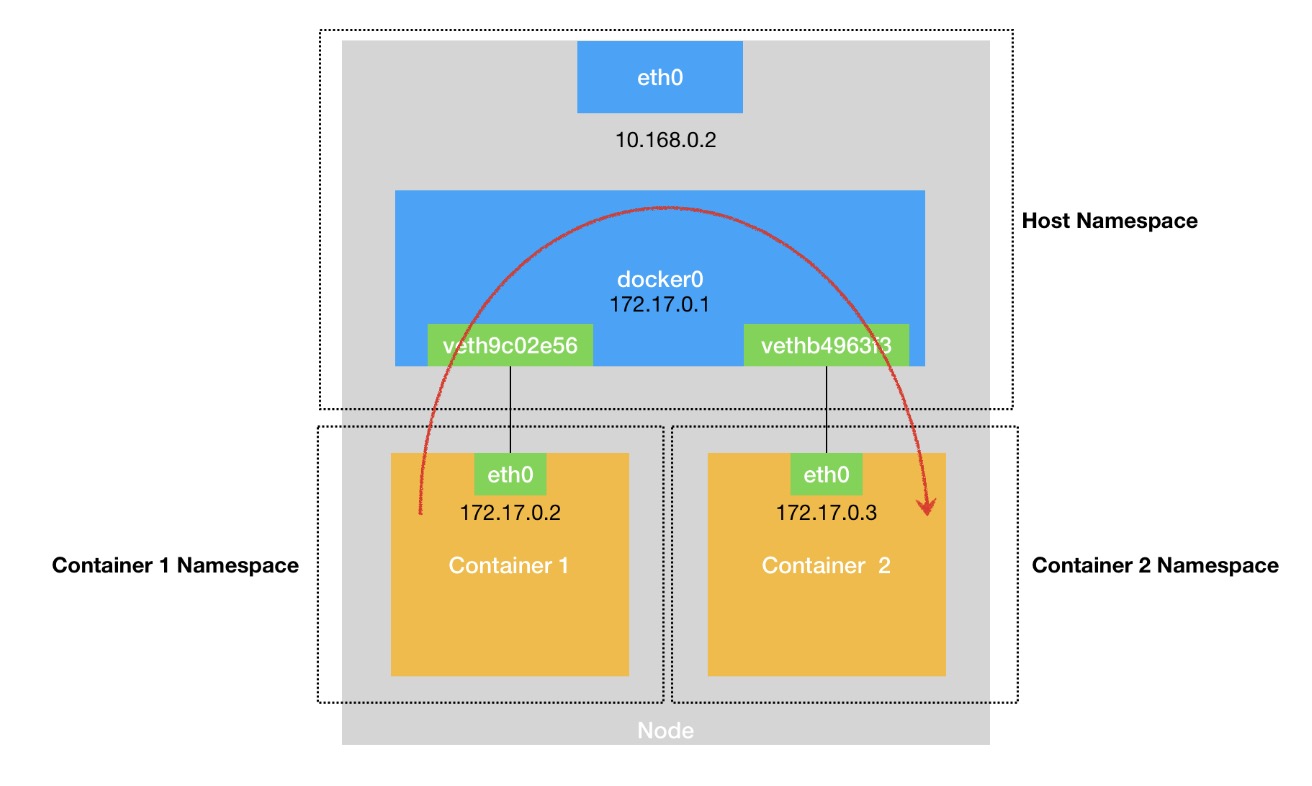 eth0
10.168.0.2
Host Namespace
docker0
172.17.0.1
veth9c02e56
vethb4963f3
eth0
eth0
172.17.0.2
172.17.0.3
Container 1 Namespace
Container 1
Container 2
Container 2 Namespace
Node